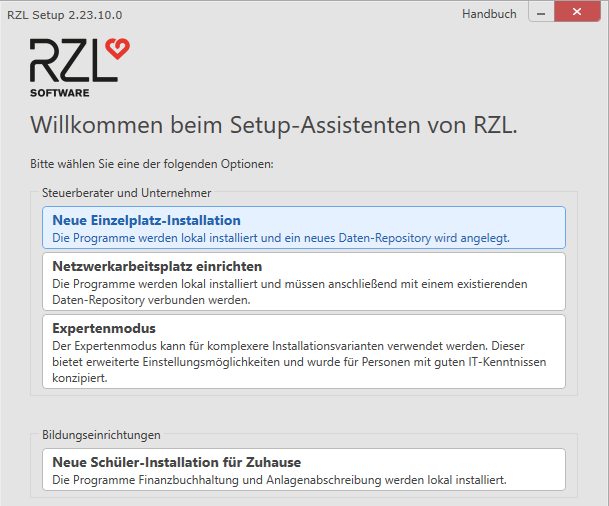 RZL Setup 2.23.10.0
Handbuch
RZL
SOFTWARE
Willkommen beim Setup-Assistenten von RZL.
Bitte wählen Sie eine der folgenden Optionen:
Steuerberater und Unternehmer
Neue Einzelplatz-Installation
Die Programme werden lokal installiert und ein neues Daten-Repository wird angelegt.
Netzwerkarbeitsplatz einrichten
Die Programme werden lokal installiert und müssen anschließend mit einem existierenden
Daten-Repository verbunden werden.
Expertenmodus
Der Expertenmodus kann für komplexere Installationsvarianten verwendet werden. Dieser
bietet erweiterte Einstellungsmöglichkeiten und wurde für Personen mit guten IT-Kenntnissen
konzipiert.
Bildungseinrichtungen
Neue Schüler-Installation für Zuhause
Die Programme Finanzbuchhaltung und Anlagenabschreibung werden lokal installiert.